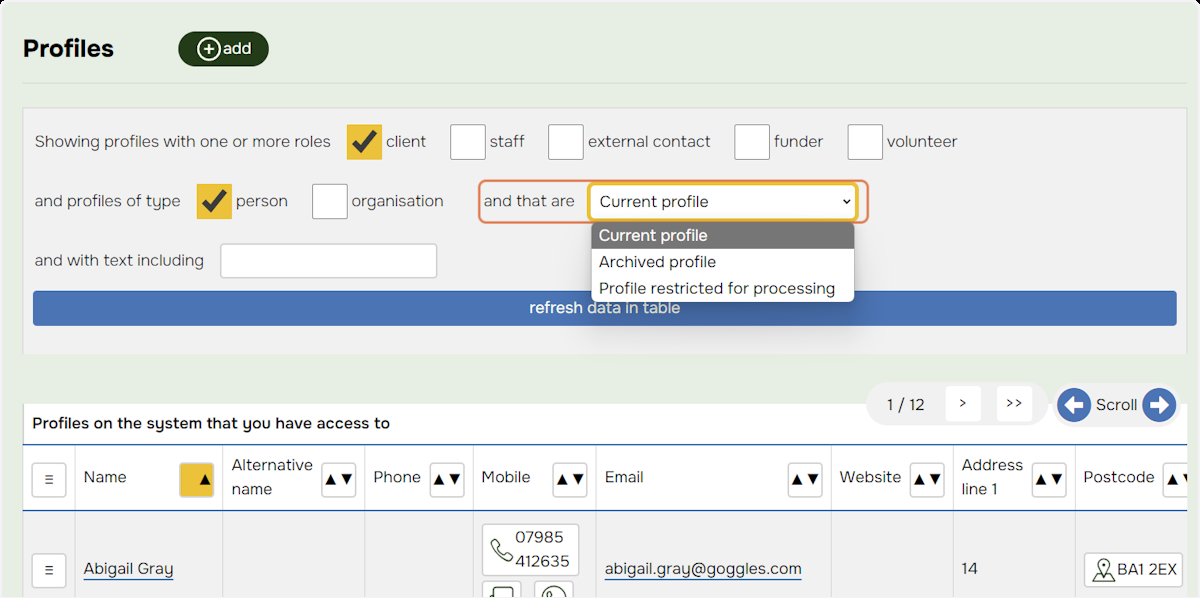 Profiles
add
Showing profiles with one or more roles client staff external contact funder volunteer
and profiles of type person organisation and that are Current profile
Current profile
Archived profile
Profile restricted for processing
and with text including
refresh data in table
1 / 12 > >> Scroll
Profiles on the system that you have access to
Name Alternative name Phone Mobile Email Website Address line 1 Postcode
Abigail Gray 07985 412635 abigail.gray@goggles.com 14 BA1 2EX